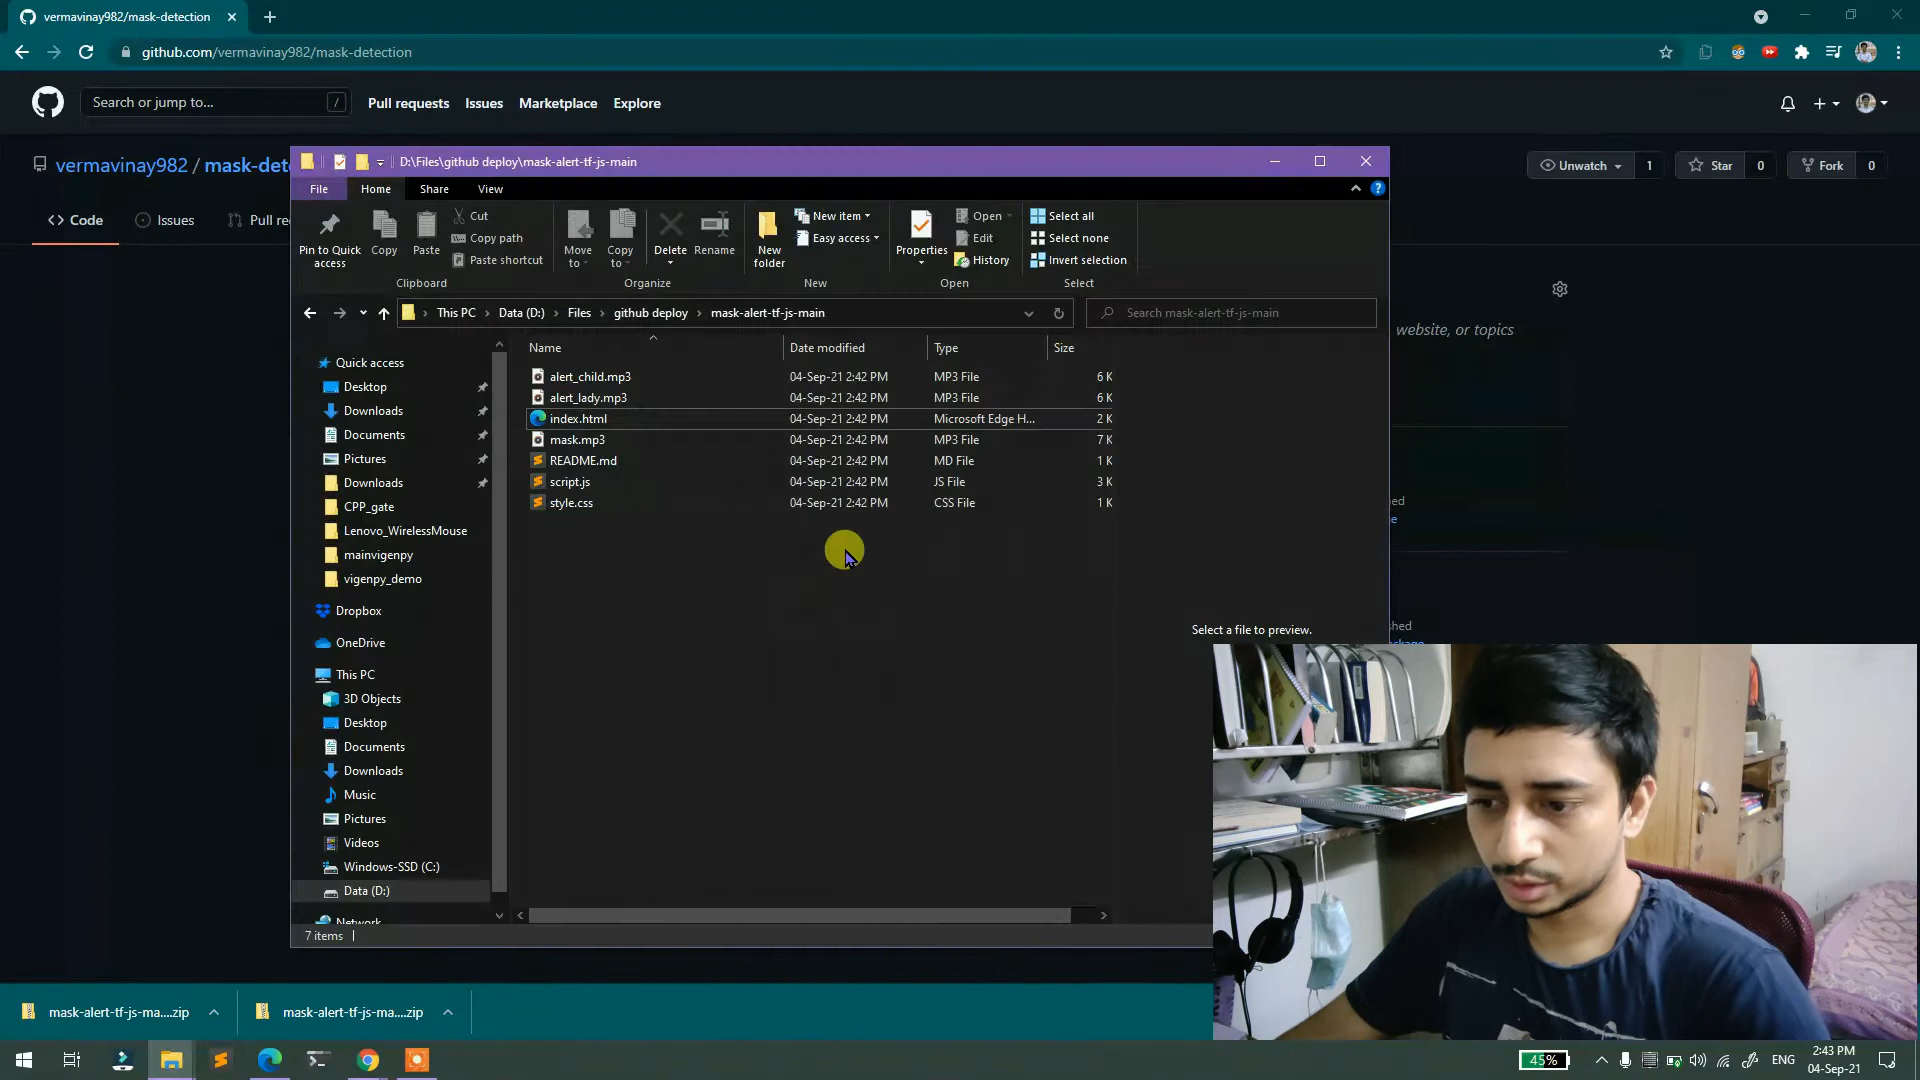 vermavinay982/mask-detection
github.com/vermavinay982/mask-detection
Search or jump to...
/
Pull requests
Issues
Marketplace
Explore
vermavinay982 / mask-det
Unwatch
1
Star
0
Fork
0
Code
Issues
Pull re
D:\Files\github deploy\mask-alert-tf-js-main
File
Home
Share
View
Pin to Quick access
Copy
Paste
Cut
Copy path
Paste shortcut
Clipboard
Move to
Copy to
Delete
Rename
Organize
New folder
New item
Easy access
New
Properties
Open
Edit
History
Open
Select all
Select none
Invert selection
Select
This PC
Data (D:)
Files
github deploy
mask-alert-tf-js-main
Search mask-alert-tf-js-main
website, or topics
Name
Date modified
Type
Size
alert_child.mp3 04-Sep-21 2:42 PM MP3 File 6 K
alert_lady.mp3 04-Sep-21 2:42 PM MP3 File 6 K
index.html 04-Sep-21 2:42 PM Microsoft Edge H... 2 K
mask.mp3 04-Sep-21 2:42 PM MP3 File 7 K
README.md 04-Sep-21 2:42 PM MD File 1 K
script.js 04-Sep-21 2:42 PM JS File 3 K
style.css 04-Sep-21 2:42 PM CSS File 1 K
Quick access
Desktop
Downloads
Documents
Pictures
Downloads
CPP_gate
Lenovo_WirelessMouse
mainvigenpy
vigenpy_demo
Dropbox
OneDrive
This PC
3D Objects
Desktop
Documents
Downloads
Music
Pictures
Videos
Windows-SSD (C:)
Data (D:)
Network
Select a file to preview.
ed
e
shed
7 items
mask-alert-tf-js-ma....zip
mask-alert-tf-js-ma....zip
45%
ENG
2:43 PM
04-Sep-21